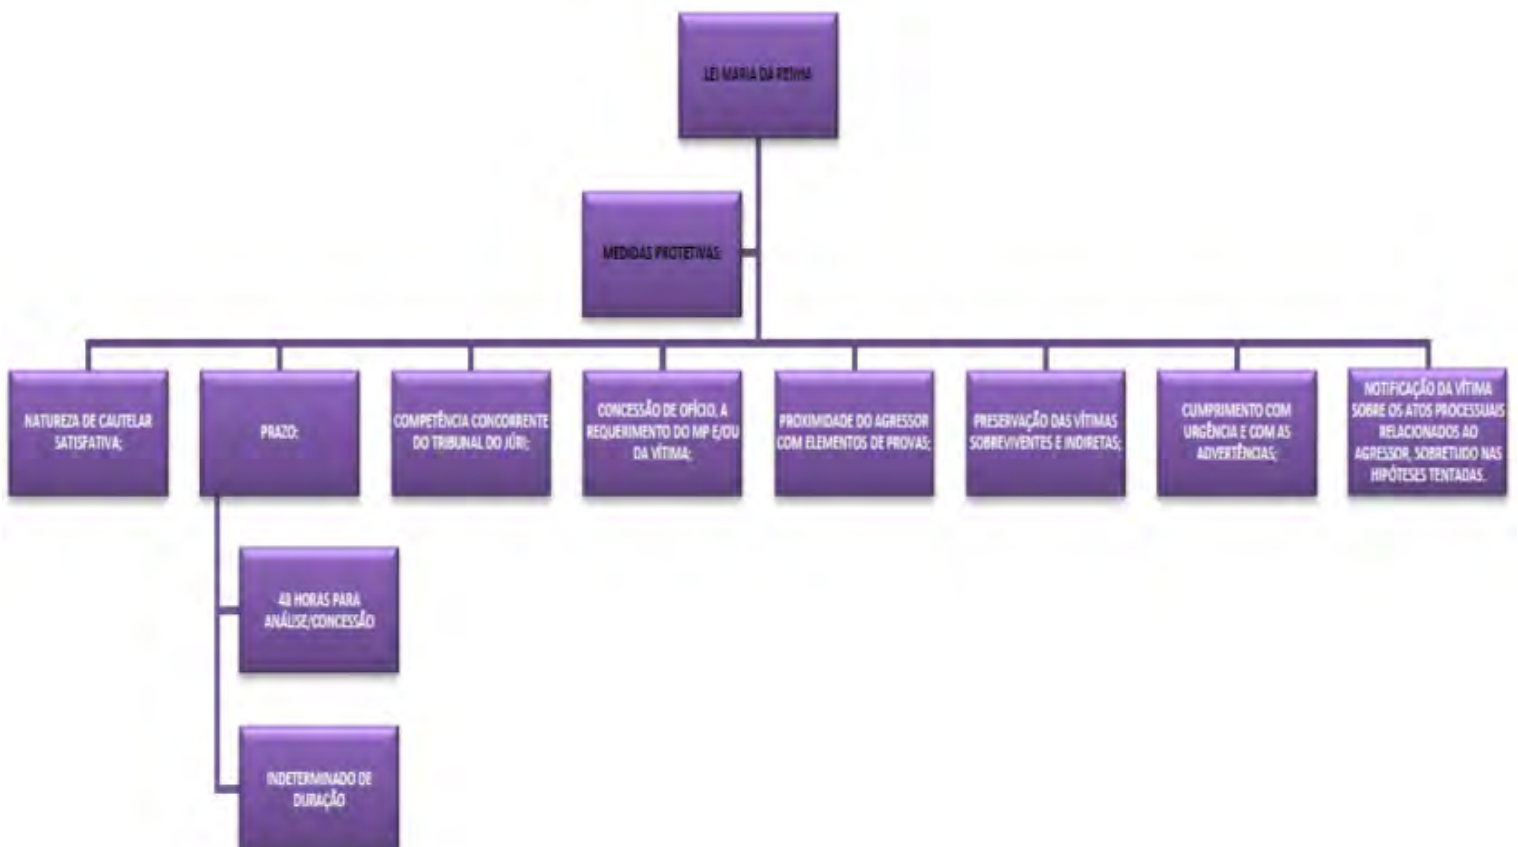 LEI MARIA DA PENHA
MEDIDAS PROTETIVAS:
NATUREZA DE CAUTELAR
SATISFATIVA;
PRAZO:
COMPETÊNCIA CONCORRENTE
DO TRIBUNAL DO JÚRI;
CONCESSÃO DE OFÍCIO, A
REQUERIMENTO DO MP E/OU
DA VÍTIMA;
PROXIMIDADE DO AGRESSOR
COM ELEMENTOS DE PROVAS;
PRESERVAÇÃO DAS VÍTIMAS
SOBREVIVENTES E INDIRETAS;
CUMPRIMENTO COM
URGÊNCIA E COM AS
ADVERTÊNCIAS;
NOTIFICAÇÃO DA VÍTIMA
SOBRE OS ATOS PROCESSUAIS
RELACIONADOS AO
AGRESSOR, SOBRETUDO NAS
HIPÓTESES TENTADAS.
48 HORAS PARA
ANÁLISE/CONCESSÃO
INDETERMINADO DE
DURAÇÃO